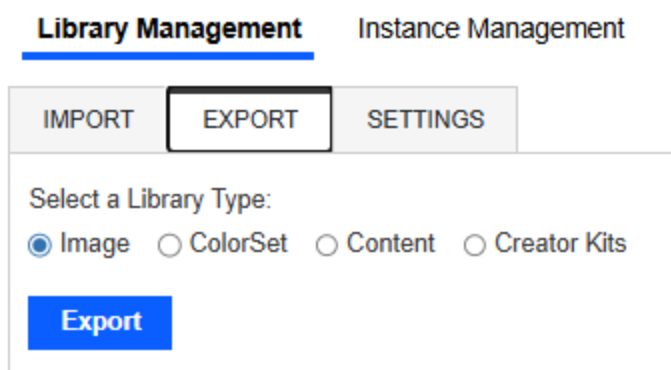 Library Management Instance Management
IMPORT EXPORT SETTINGS
Select a Library Type:
Image ColorSet Content Creator Kits
Export